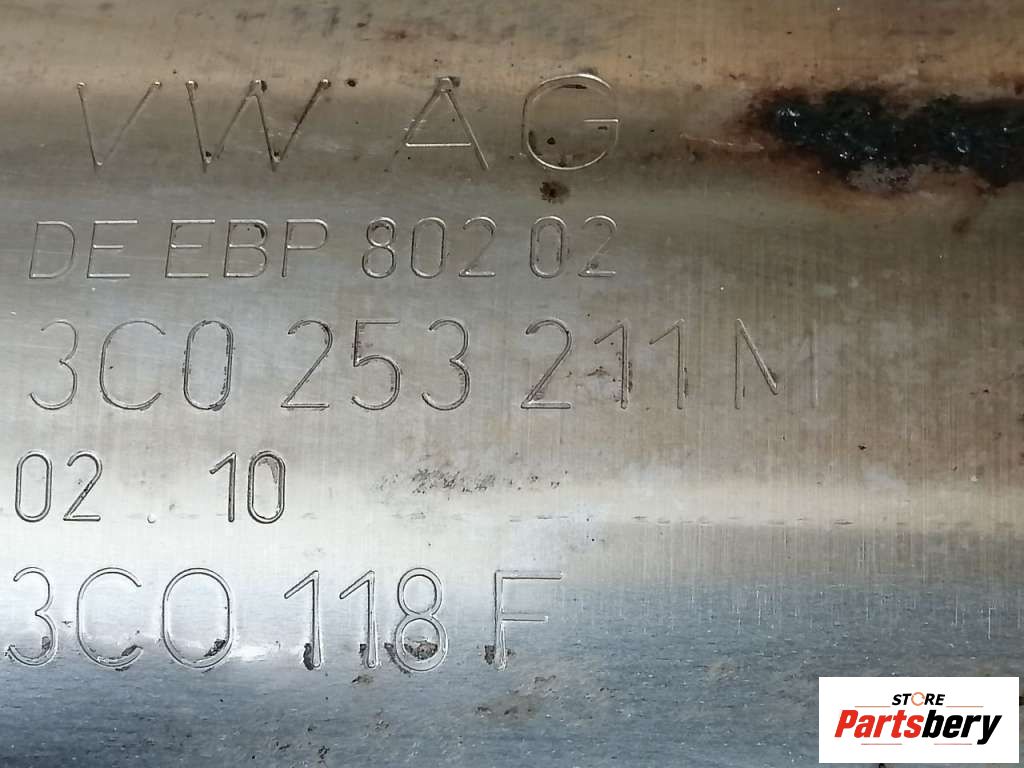 VW AG
DE EBP 802 02
3C0 253 211 M
02 . 10
3C0 118 F
STORE
Partsbery